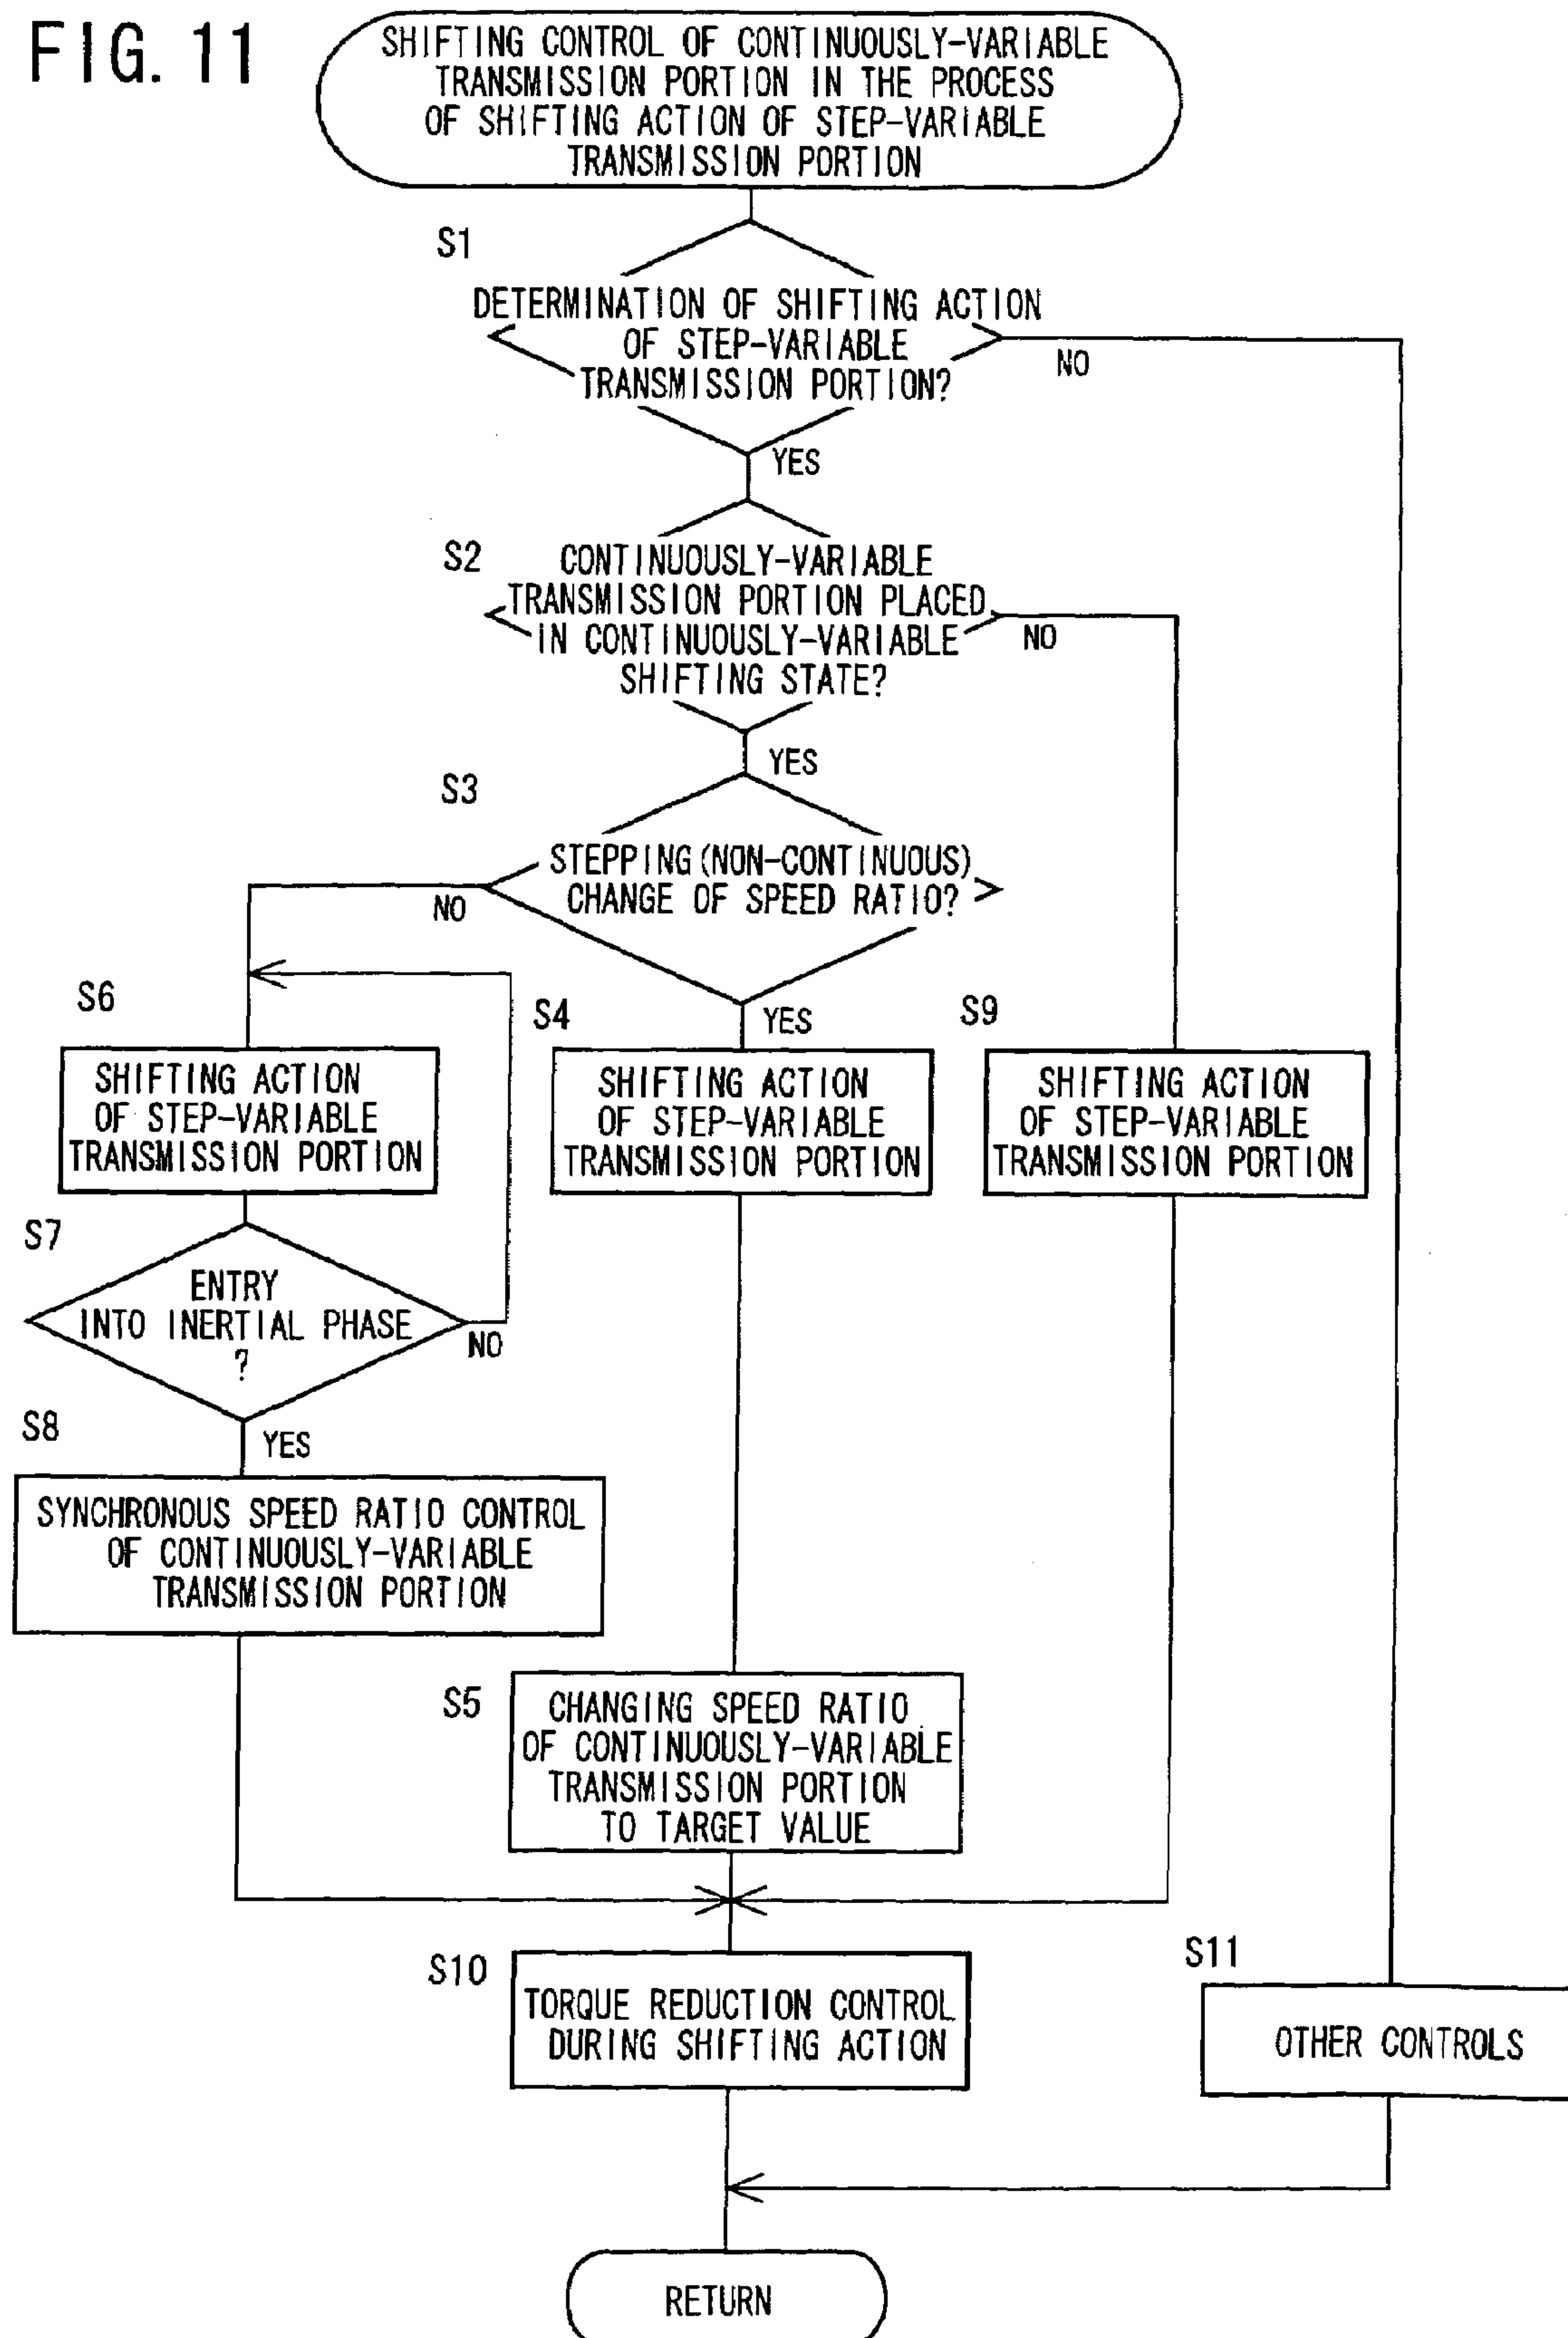 FIG. 11
SHIFTING CONTROL OF CONTINUOUSLY-VARIABLE
TRANSMISSION PORTION IN THE PROCESS
OF SHIFTING ACTION OF STEP-VARIABLE
TRANSMISSION PORTION
S1
DETERMINATION OF SHIFTING ACTION
OF STEP-VARIABLE
TRANSMISSION PORTION?
NO
YES
S2
CONTINUOUSLY-VARIABLE
TRANSMISSION PORTION PLACED
IN CONTINUOUSLY-VARIABLE
SHIFTING STATE?
NO
YES
S3
STEPPING (NON-CONTINUOUS)
CHANGE OF SPEED RATIO?
NO
YES
S6
SHIFTING ACTION
OF STEP-VARIABLE
TRANSMISSION PORTION
S4
SHIFTING ACTION
OF STEP-VARIABLE
TRANSMISSION PORTION
S9
SHIFTING ACTION
OF STEP-VARIABLE
TRANSMISSION PORTION
S7
ENTRY
INTO INERTIAL PHASE
?
NO
YES
S8
SYNCHRONOUS SPEED RATIO CONTROL
OF CONTINUOUSLY-VARIABLE
TRANSMISSION PORTION
S5
CHANGING SPEED RATIO
OF CONTINUOUSLY-VARIABLE
TRANSMISSION PORTION
TO TARGET VALUE
S10
TORQUE REDUCTION CONTROL
DURING SHIFTING ACTION
S11
OTHER CONTROLS
RETURN